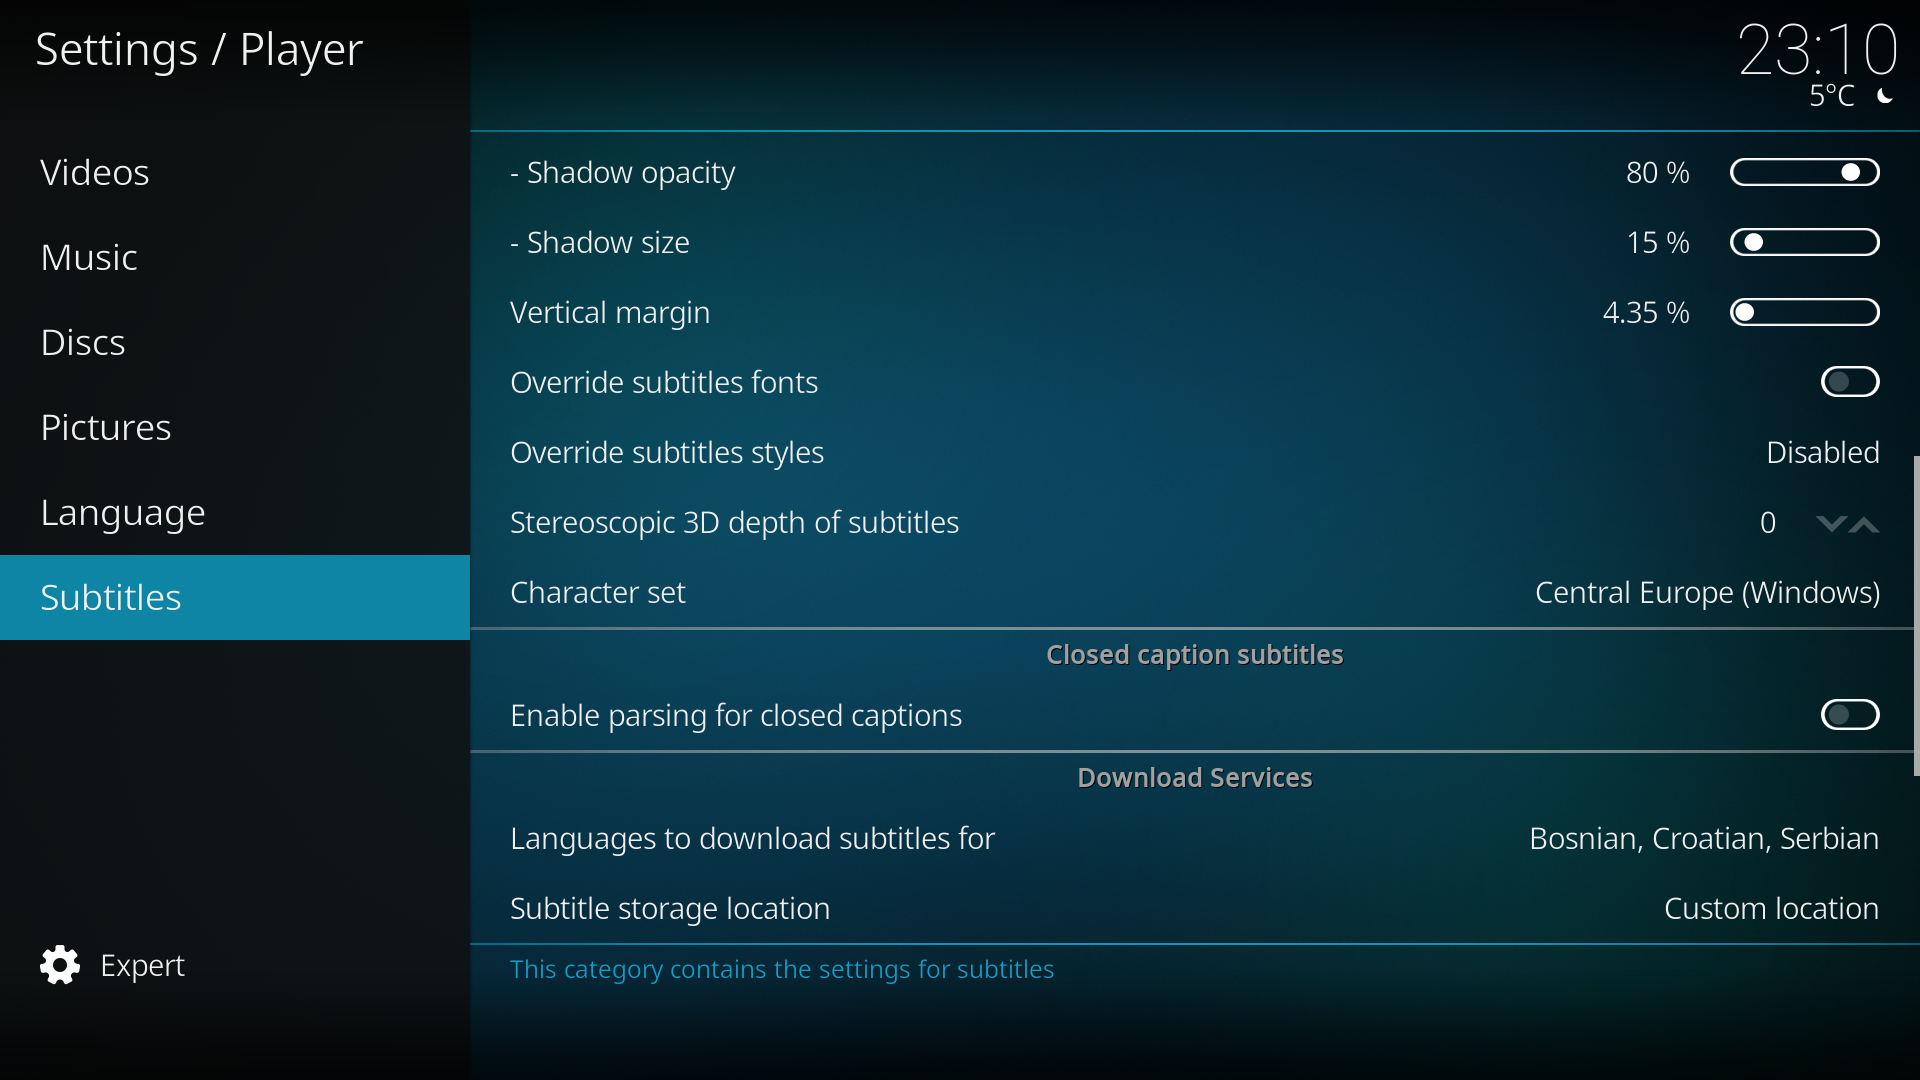 Settings / Player
23:10
5°C
Videos
Music
Discs
Pictures
Language
Subtitles
Expert
- Shadow opacity 80 %
- Shadow size 15 %
Vertical margin 4.35 %
Override subtitles fonts
Override subtitles styles Disabled
Stereoscopic 3D depth of subtitles 0
Character set Central Europe (Windows)
Closed caption subtitles
Enable parsing for closed captions
Download Services
Languages to download subtitles for Bosnian, Croatian, Serbian
Subtitle storage location Custom location
This category contains the settings for subtitles